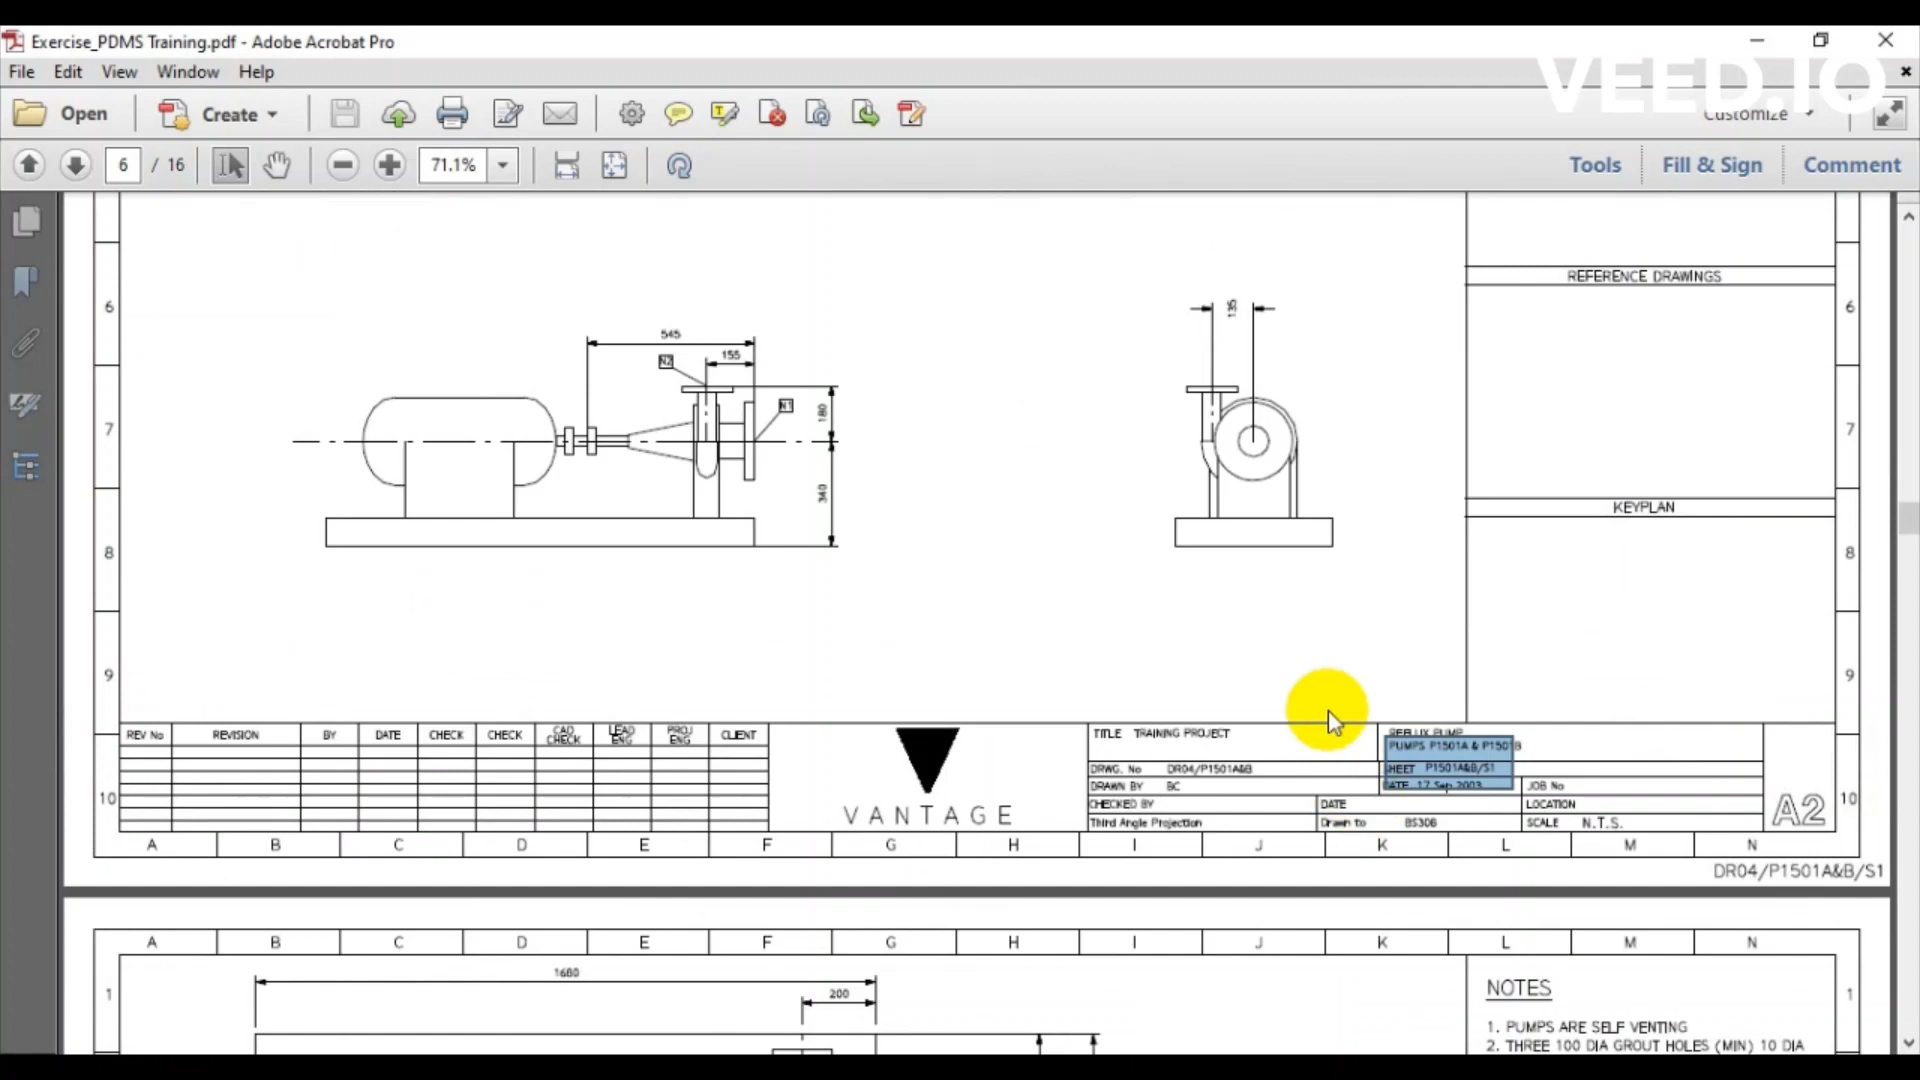 Exercise_PDMS Training.pdf - Adobe Acrobat Pro
File Edit View Window Help
VEED.IO
Open Create Customize
6 / 16 71.1% Tools Fill & Sign Comment
REFERENCE DRAWINGS
6 135 6
545
N2 155
N1
180
7 7
340
KEYPLAN
8 8
9 9
REV No REVISION BY DATE CHECK CHECK CAD CHECK LEAD ENG PROJ ENG CLIENT
TITLE TRAINING PROJECT REFLUX PUMP
PUMPS P1501A & P1501B
DRWG. No DR04/P1501A&B SHEET P1501A&B/S1
DRAWN BY BC DATE 17 Sep 2003 JOB No
10 VANTAGE CHECKED BY DATE LOCATION A2 10
Third Angle Projection Drawn to BS308 SCALE N.T.S.
A B C D E F G H I J K L M N
DR04/P1501A&B/S1
A B C D E F G H I J K L M N
1680
1 200 NOTES 1
1. PUMPS ARE SELF VENTING
2. THREE 100 DIA GROUT HOLES (MIN) 10 DIA